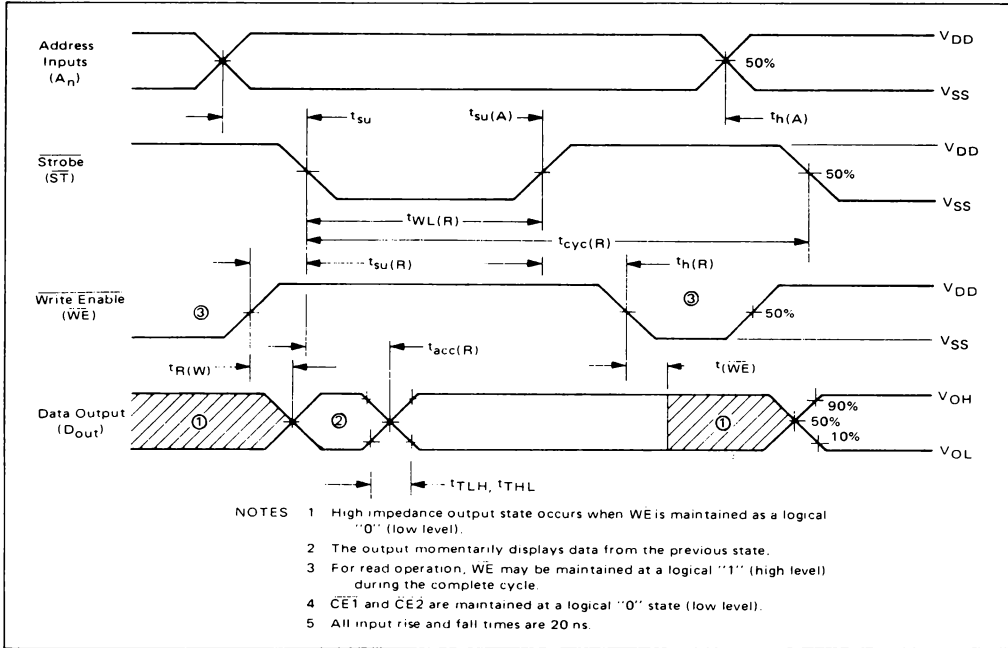 Address
Inputs
(An)
VDD
50%
VSS
tsu
tsu(A)
th(A)
Strobe
(ST)
VDD
50%
VSS
tWL(R)
tcyc(R)
tsu(R)
th(R)
Write Enable
(WE)
③
③
VDD
50%
VSS
tacc(R)
tR(W)
t(WE)
Data Output
(Dout)
①
②
①
VOH
90%
50%
10%
VOL
tTLH, tTHL
NOTES 1 High impedance output state occurs when WE is maintained as a logical
"0" (low level).
2 The output momentarily displays data from the previous state.
3 For read operation, WE may be maintained at a logical "1" (high level)
during the complete cycle.
4 CE1 and CE2 are maintained at a logical "0" state (low level).
5 All input rise and fall times are 20 ns.